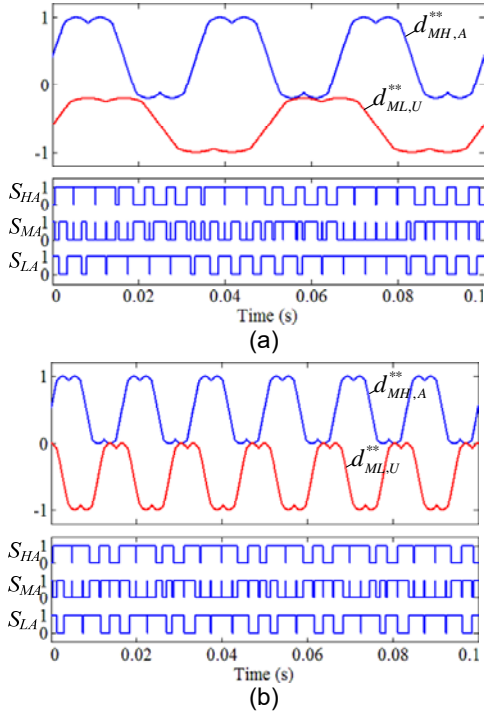 1
d**MH,A
0
d**ML,U
-1
SHA 1 0
SMA 1 0
SLA 1 0
0 0.02 0.04 0.06 0.08 0.1
Time (s)
(a)
1
d**MH,A
0
d**ML,U
-1
SHA 1 0
SMA 1 0
SLA 1 0
0 0.02 0.04 0.06 0.08 0.1
Time (s)
(b)